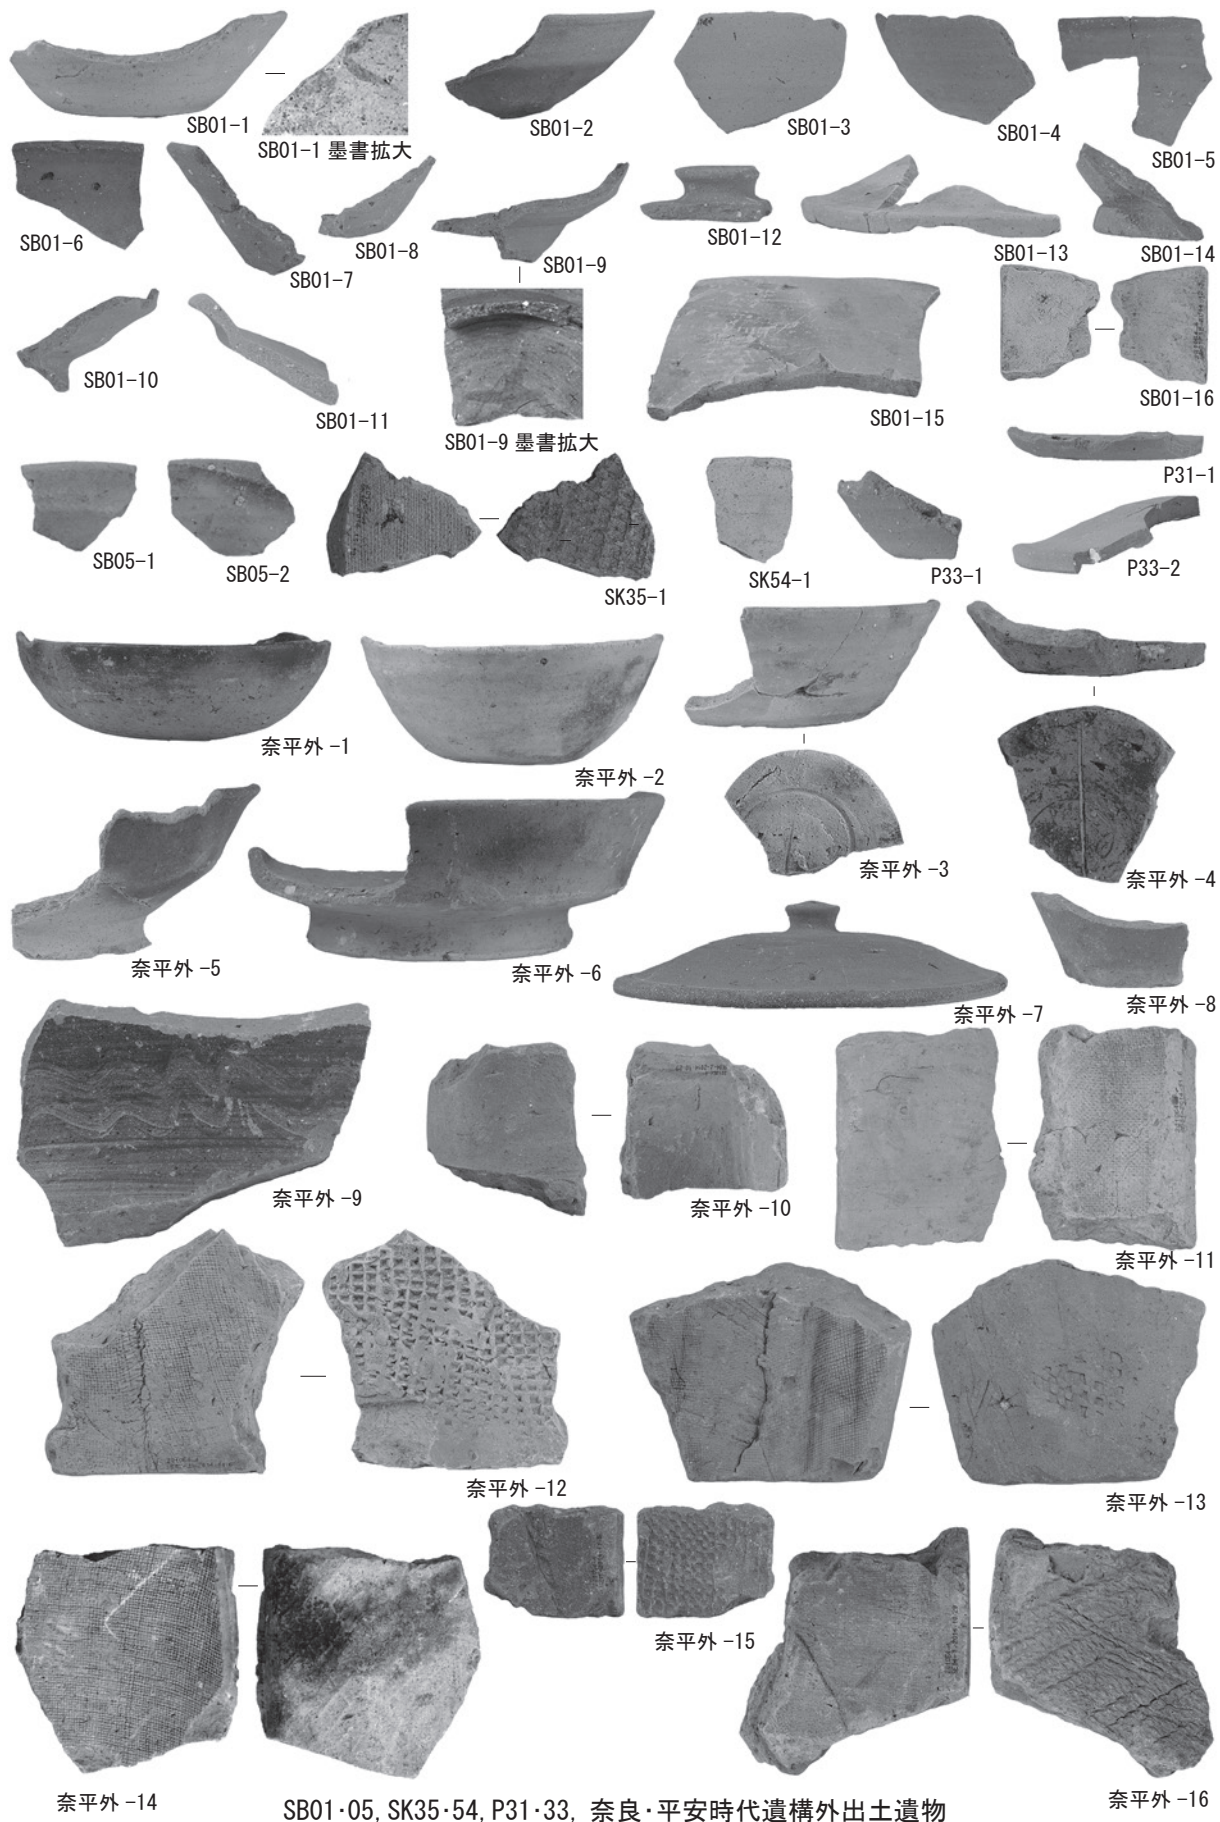 SB01-1
SB01-1 墨書拡大
SB01-2
SB01-3
SB01-4
SB01-5
SB01-6
SB01-7
SB01-8
SB01-9
SB01-12
SB01-13
SB01-14
SB01-10
SB01-11
SB01-9 墨書拡大
SB01-15
SB01-16
P31-1
SB05-1
SB05-2
SK35-1
SK54-1
P33-1
P33-2
奈平外 -1
奈平外 -2
奈平外 -3
奈平外 -4
奈平外 -5
奈平外 -6
奈平外 -7
奈平外 -8
奈平外 -9
奈平外 -10
奈平外 -11
奈平外 -12
奈平外 -13
奈平外 -14
奈平外 -15
奈平外 -16
SB01･05, SK35･54, P31･33, 奈良･平安時代遺構外出土遺物